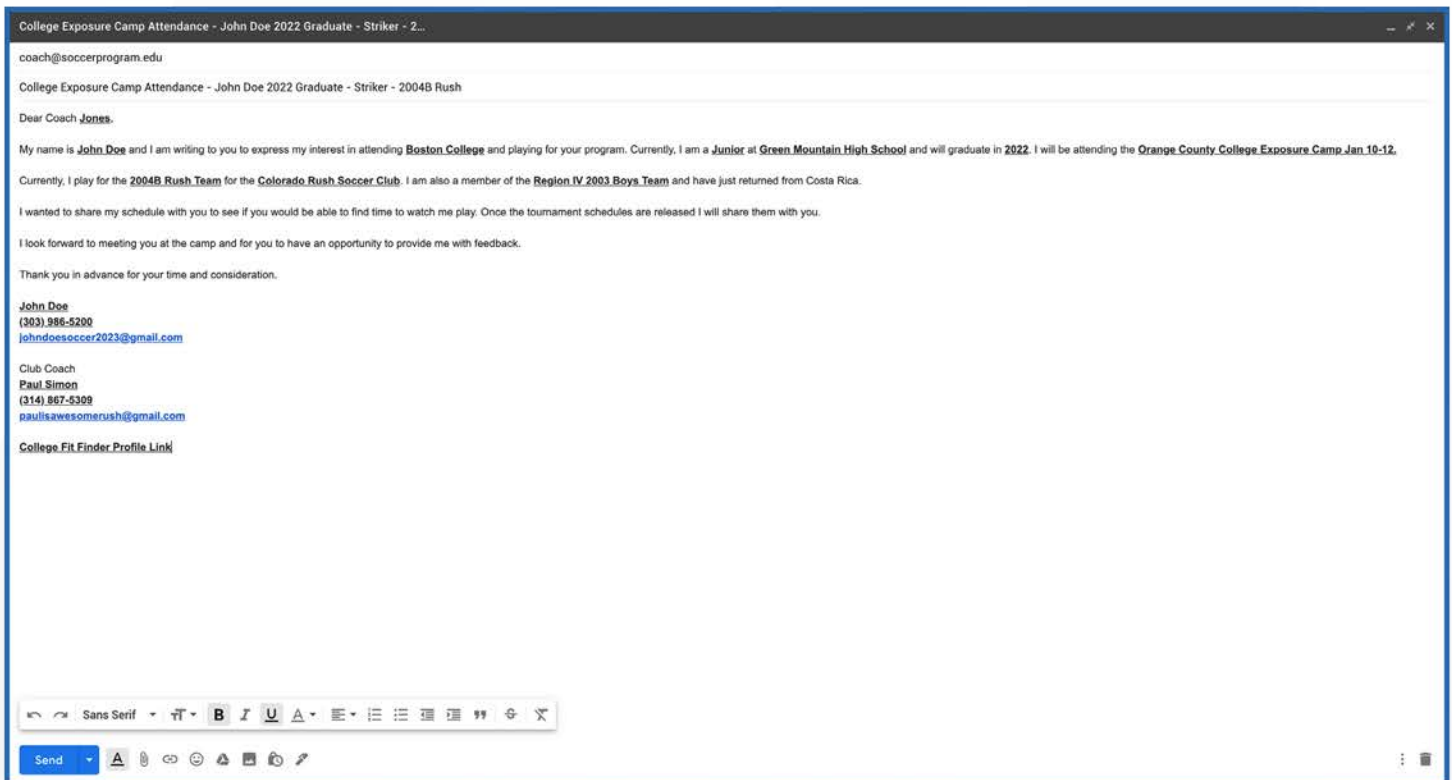 College Exposure Camp Attendance - John Doe 2022 Graduate - Striker - 2...
coach@soccerprogram.edu
College Exposure Camp Attendance - John Doe 2022 Graduate - Striker - 2004B Rush
Dear Coach Jones,
My name is John Doe and I am writing to you to express my interest in attending Boston College and playing for your program. Currently, I am a Junior at Green Mountain High School and will graduate in 2022. I will be attending the Orange County College Exposure Camp Jan 10-12.
Currently, I play for the 2004B Rush Team for the Colorado Rush Soccer Club. I am also a member of the Region IV 2003 Boys Team and have just returned from Costa Rica.
I wanted to share my schedule with you to see if you would be able to find time to watch me play. Once the tournament schedules are released I will share them with you.
I look forward to meeting you at the camp and for you to have an opportunity to provide me with feedback.
Thank you in advance for your time and consideration.
John Doe
(303) 986-5200
johndoesoccer2023@gmail.com
Club Coach
Paul Simon
(314) 867-5309
paulisawesomerush@gmail.com
College Fit Finder Profile Link
Sans Serif
Send